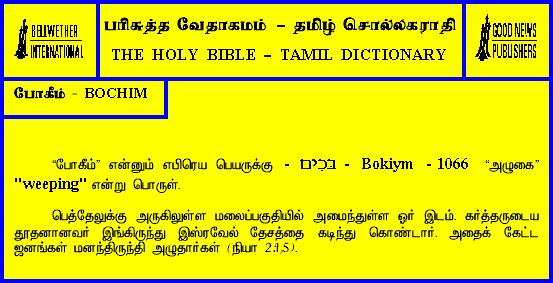 BELLWETHER
INTERNATIONAL
பரிசுத்த வேதாகமம் – தமிழ் சொல்லகராதி
THE HOLY BIBLE – TAMIL DICTIONARY
GOOD NEWS
PUBLISHERS
போகீம் - BOCHIM
“போகீம்” என்னும் எபிரெய பெயருக்கு - בֹּכִים - Bokiym - 1066 “அழுகை”
"weeping" என்று பொருள்.
பெத்தேலுக்கு அருகிலுள்ள மலைப்பகுதியில் அமைந்துள்ள ஓர் இடம். கர்த்தருடைய
தூதனானவர் இங்கிருந்து இஸ்ரவேல் தேசத்தை கடிந்து கொண்டார். அதைக் கேட்ட
ஜனங்கள் மனந்திருந்தி அழுதார்கள் (நியா 2:1,5).